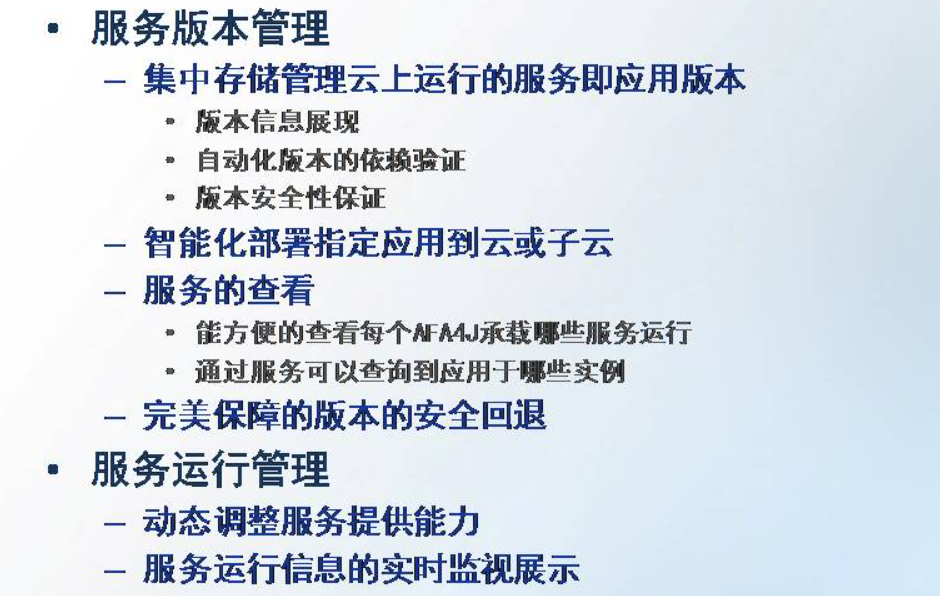 • 服务版本管理
– 集中存储管理云上运行的服务即应用版本
• 版本信息展现
• 自动化版本的依赖验证
• 版本安全性保证
– 智能化部署指定应用到云或子云
– 服务的查看
• 能方便的查看每个AFA4J承载哪些服务运行
• 通过服务可以查询到应用于哪些实例
– 完美保障的版本的安全回退
• 服务运行管理
– 动态调整服务提供能力
– 服务运行信息的实时监视展示